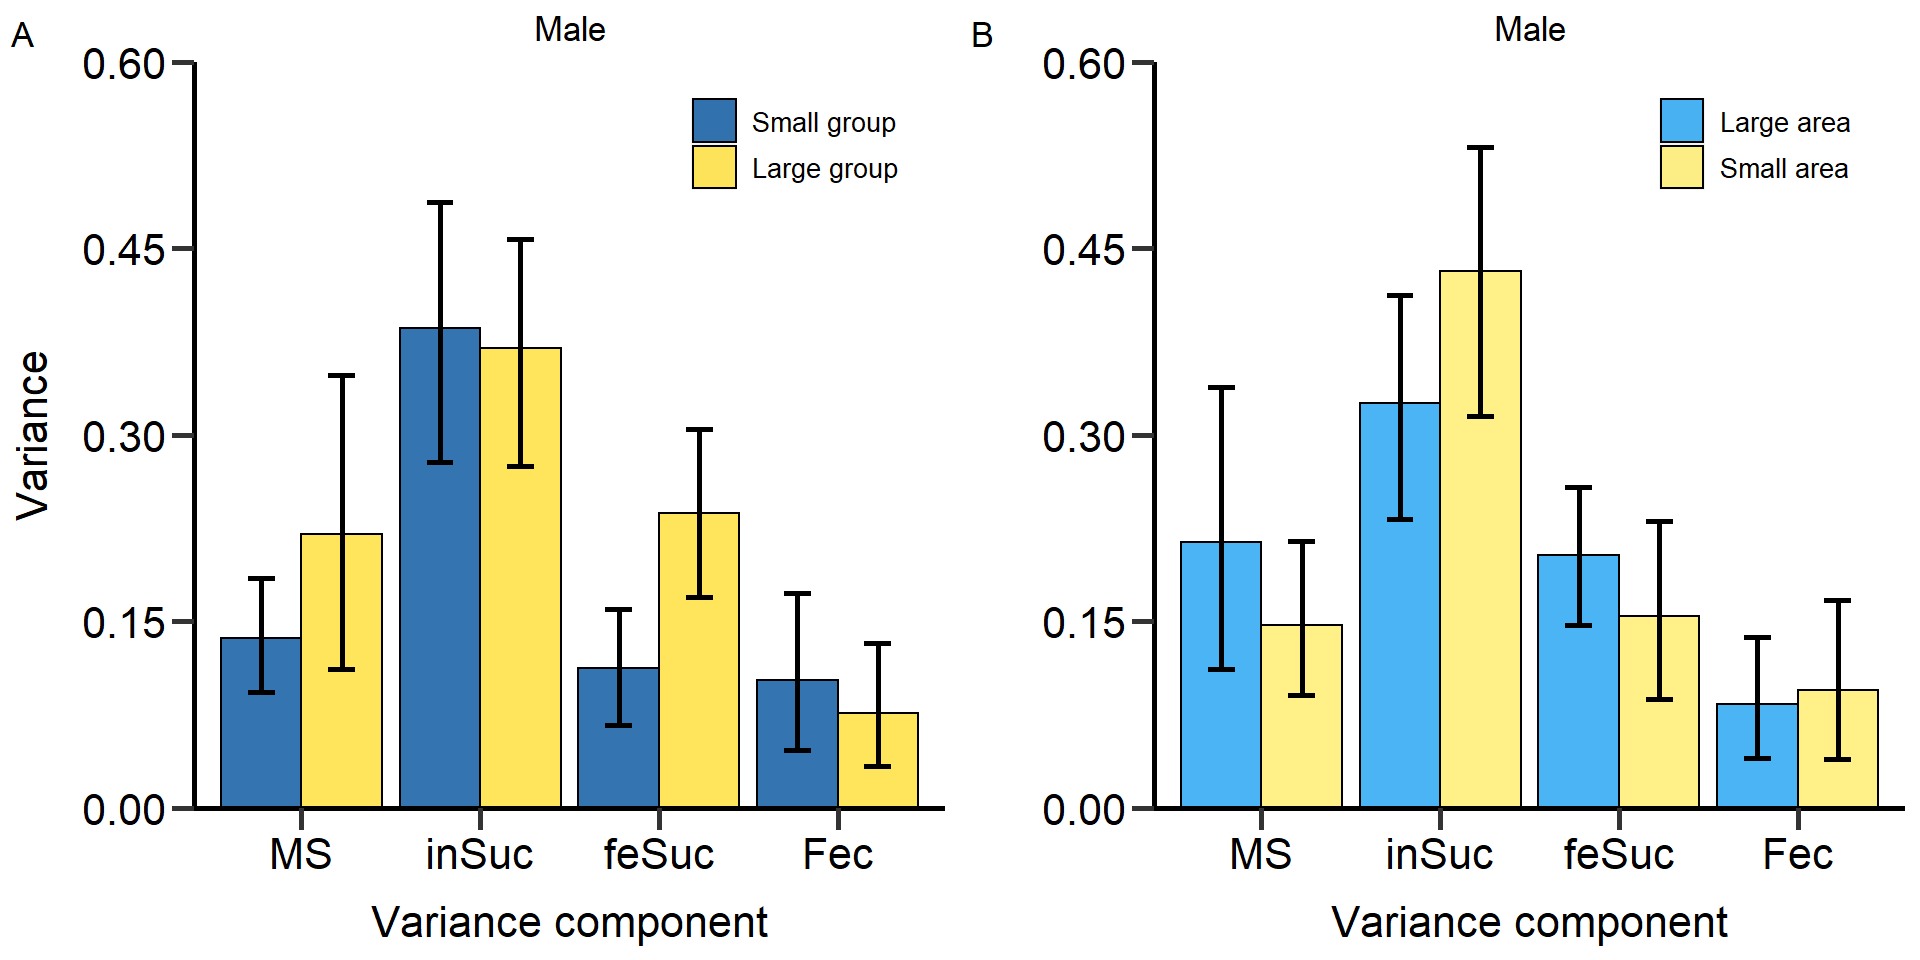 A
Male
0.60
0.45
0.30
0.15
0.00
Variance
Small group
Large group
MS inSuc feSuc Fec
Variance component
B
Male
0.60
0.45
0.30
0.15
0.00
Large area
Small area
MS inSuc feSuc Fec
Variance component